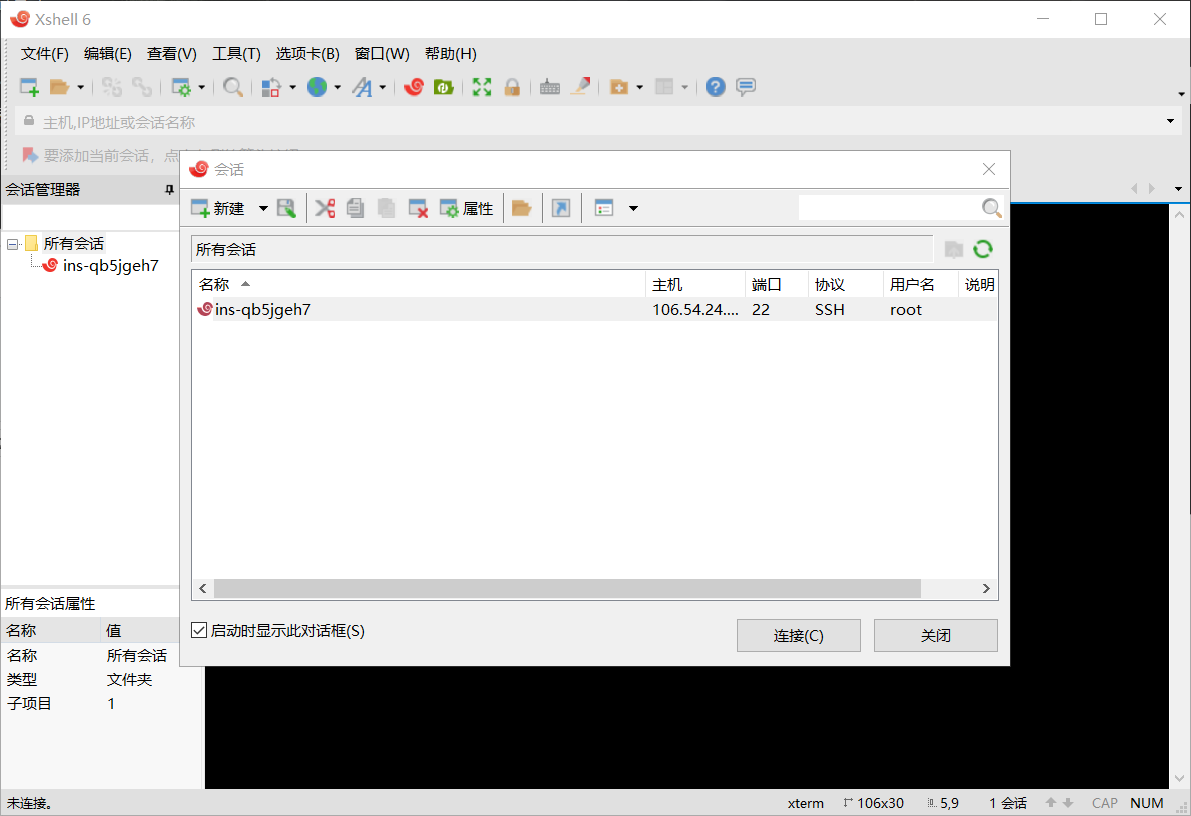 Xshell 6
文件(F) 编辑(E) 查看(V) 工具(T) 选项卡(B) 窗口(W) 帮助(H)
主机,IP地址或会话名称
要添加当前会话，点
会话管理器
所有会话
ins-qb5jgeh7
会话
新建 属性
所有会话
名称 主机 端口 协议 用户名 说明
ins-qb5jgeh7 106.54.24.... 22 SSH root
启动时显示此对话框(S)
连接(C) 关闭
所有会话属性
名称 值
名称 所有会话
类型 文件夹
子项目 1
未连接。 xterm 106x30 5,9 1 会话 CAP NUM